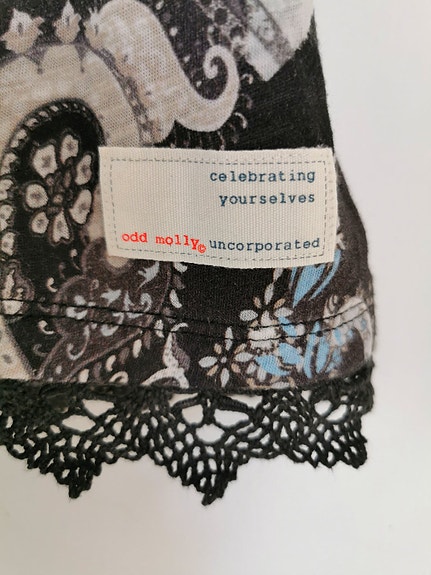 celebrating
yourselves
odd molly© uncorporated